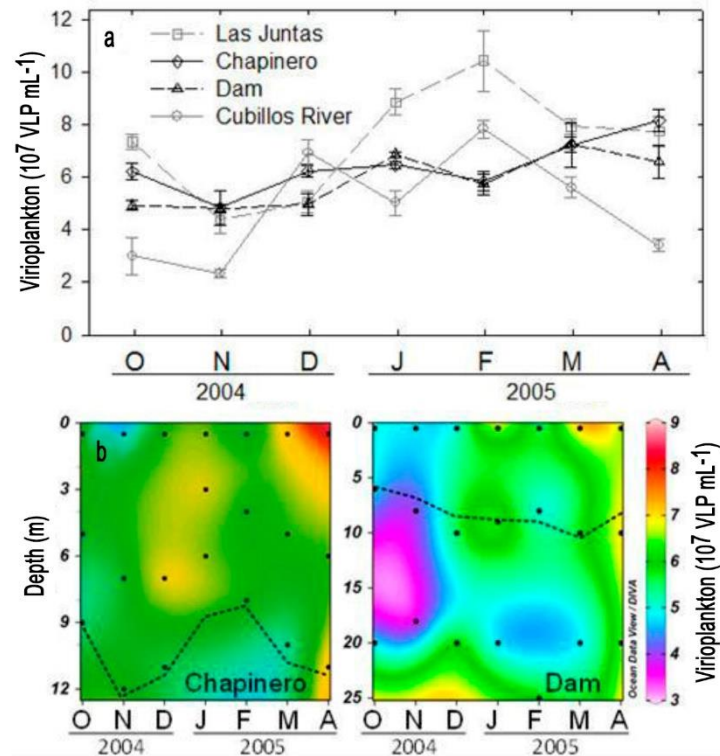 12
10
8
6
4
2
0
a
Las Juntas
Chapinero
Dam
Cubillos River
Virioplankton (10⁷ VLP mL⁻¹)
O N D J F M A
2004 2005
b
0
3
6
9
12
Depth (m)
Chapinero
O N D J F M A
2004 2005
0
5
10
15
20
25
Dam
O N D J F M A
2004 2005
Ocean Data View / DIVA
9
8
7
6
5
4
3
Virioplankton (10⁷ VLP mL-1)